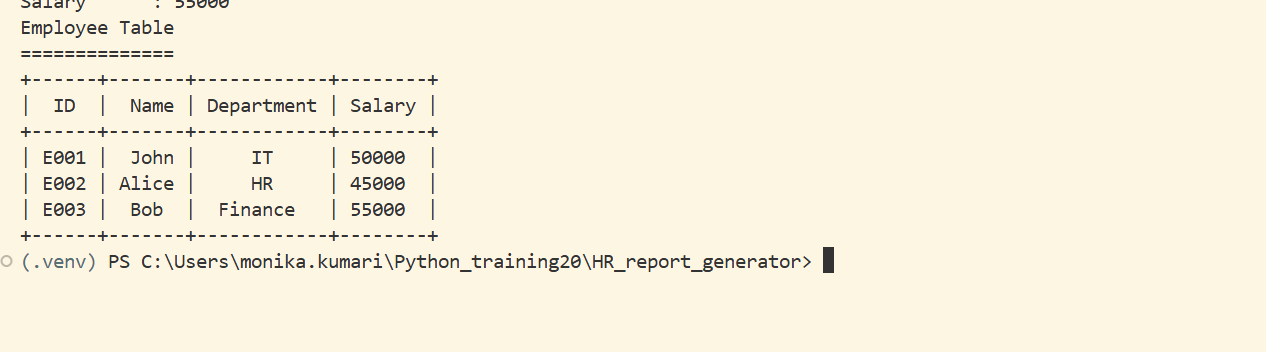 Salary      : 55000
Employee Table
==============
+------+-------+------------+--------+
|  ID  |  Name | Department | Salary |
+------+-------+------------+--------+
| E001 |  John |     IT     | 50000  |
| E002 | Alice |     HR     | 45000  |
| E003 |  Bob  |  Finance   | 55000  |
+------+-------+------------+--------+
(.venv) PS C:\Users\monika.kumari\Python_training20\HR_report_generator>